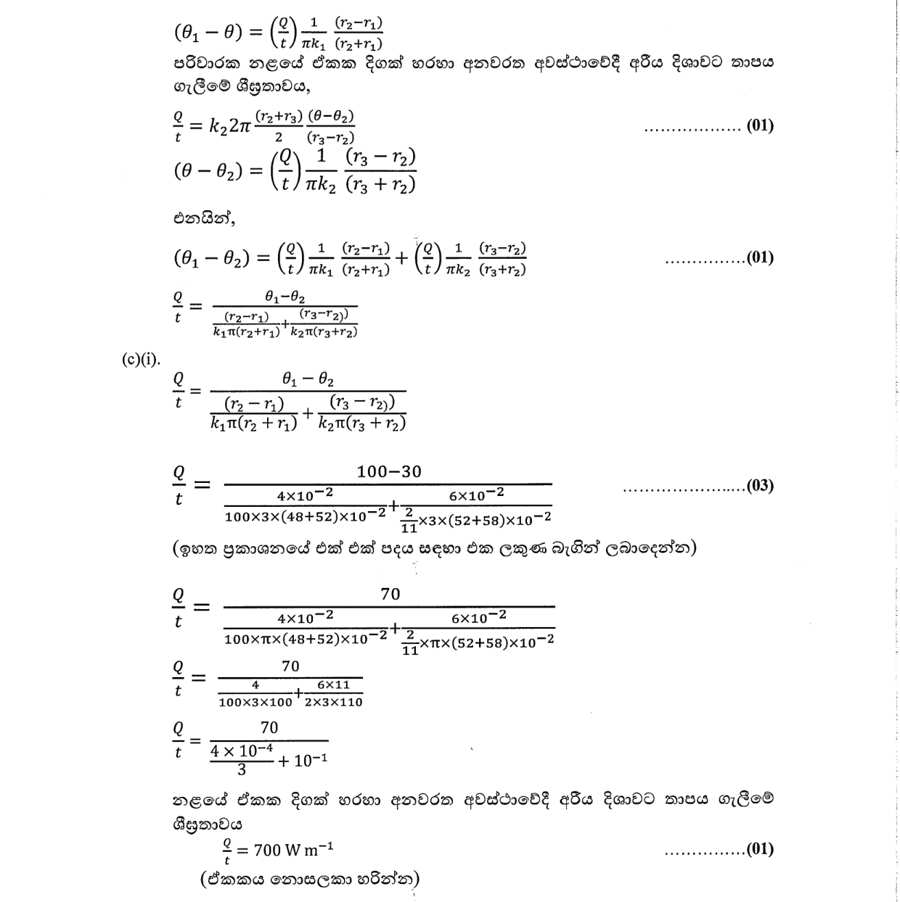 (θ₁ − θ) = (Q/t) 1/(πk₁) (r₂−r₁)/(r₂+r₁)
පරිවාරක නළයේ ඒකක දිගක් හරහා අනවරත අවස්ථාවේදී අරීය දිශාවට තාපය
ගැලීමේ ශීඝ්‍රතාවය,
Q/t = k₂2π (r₂+r₃)/2 (θ−θ₂)/(r₃−r₂) .................. (01)
(θ − θ₂) = (Q/t) 1/(πk₂) (r₃ − r₂)/(r₃ + r₂)
එනයින්,
(θ₁ − θ₂) = (Q/t) 1/(πk₁) (r₂−r₁)/(r₂+r₁) + (Q/t) 1/(πk₂) (r₃−r₂)/(r₃+r₂) ...............(01)
Q/t = (θ₁−θ₂)/((r₂−r₁)/(k₁π(r₂+r₁)) + (r₃−r₂))/(k₂π(r₃+r₂)))
(c)(i).
Q/t = (θ₁ − θ₂)/((r₂ − r₁)/(k₁π(r₂ + r₁)) + (r₃ − r₂))/(k₂π(r₃ + r₂)))
Q/t = (100−30)/((4×10⁻²)/(100×3×(48+52)×10⁻²) + (6×10⁻²)/(2/11×3×(52+58)×10⁻²)) .......................(03)
(ඉහත ප්‍රකාශනයේ එක් එක් පදය සඳහා එක ලකුණ බැගින් ලබාදෙන්න)
Q/t = 70/((4×10⁻²)/(100×π×(48+52)×10⁻²) + (6×10⁻²)/(2/11×π×(52+58)×10⁻²))
Q/t = 70/(4/(100×3×100) + (6×11)/(2×3×110))
Q/t = 70/((4 × 10⁻⁴)/3 + 10⁻¹)
නළයේ ඒකක දිගක් හරහා අනවරත අවස්ථාවේදී අරීය දිශාවට තාපය ගැලීමේ
ශීඝ්‍රතාවය
Q/t = 700 W m⁻¹ ...............(01)
(ඒකකය නොසලකා හරින්න)